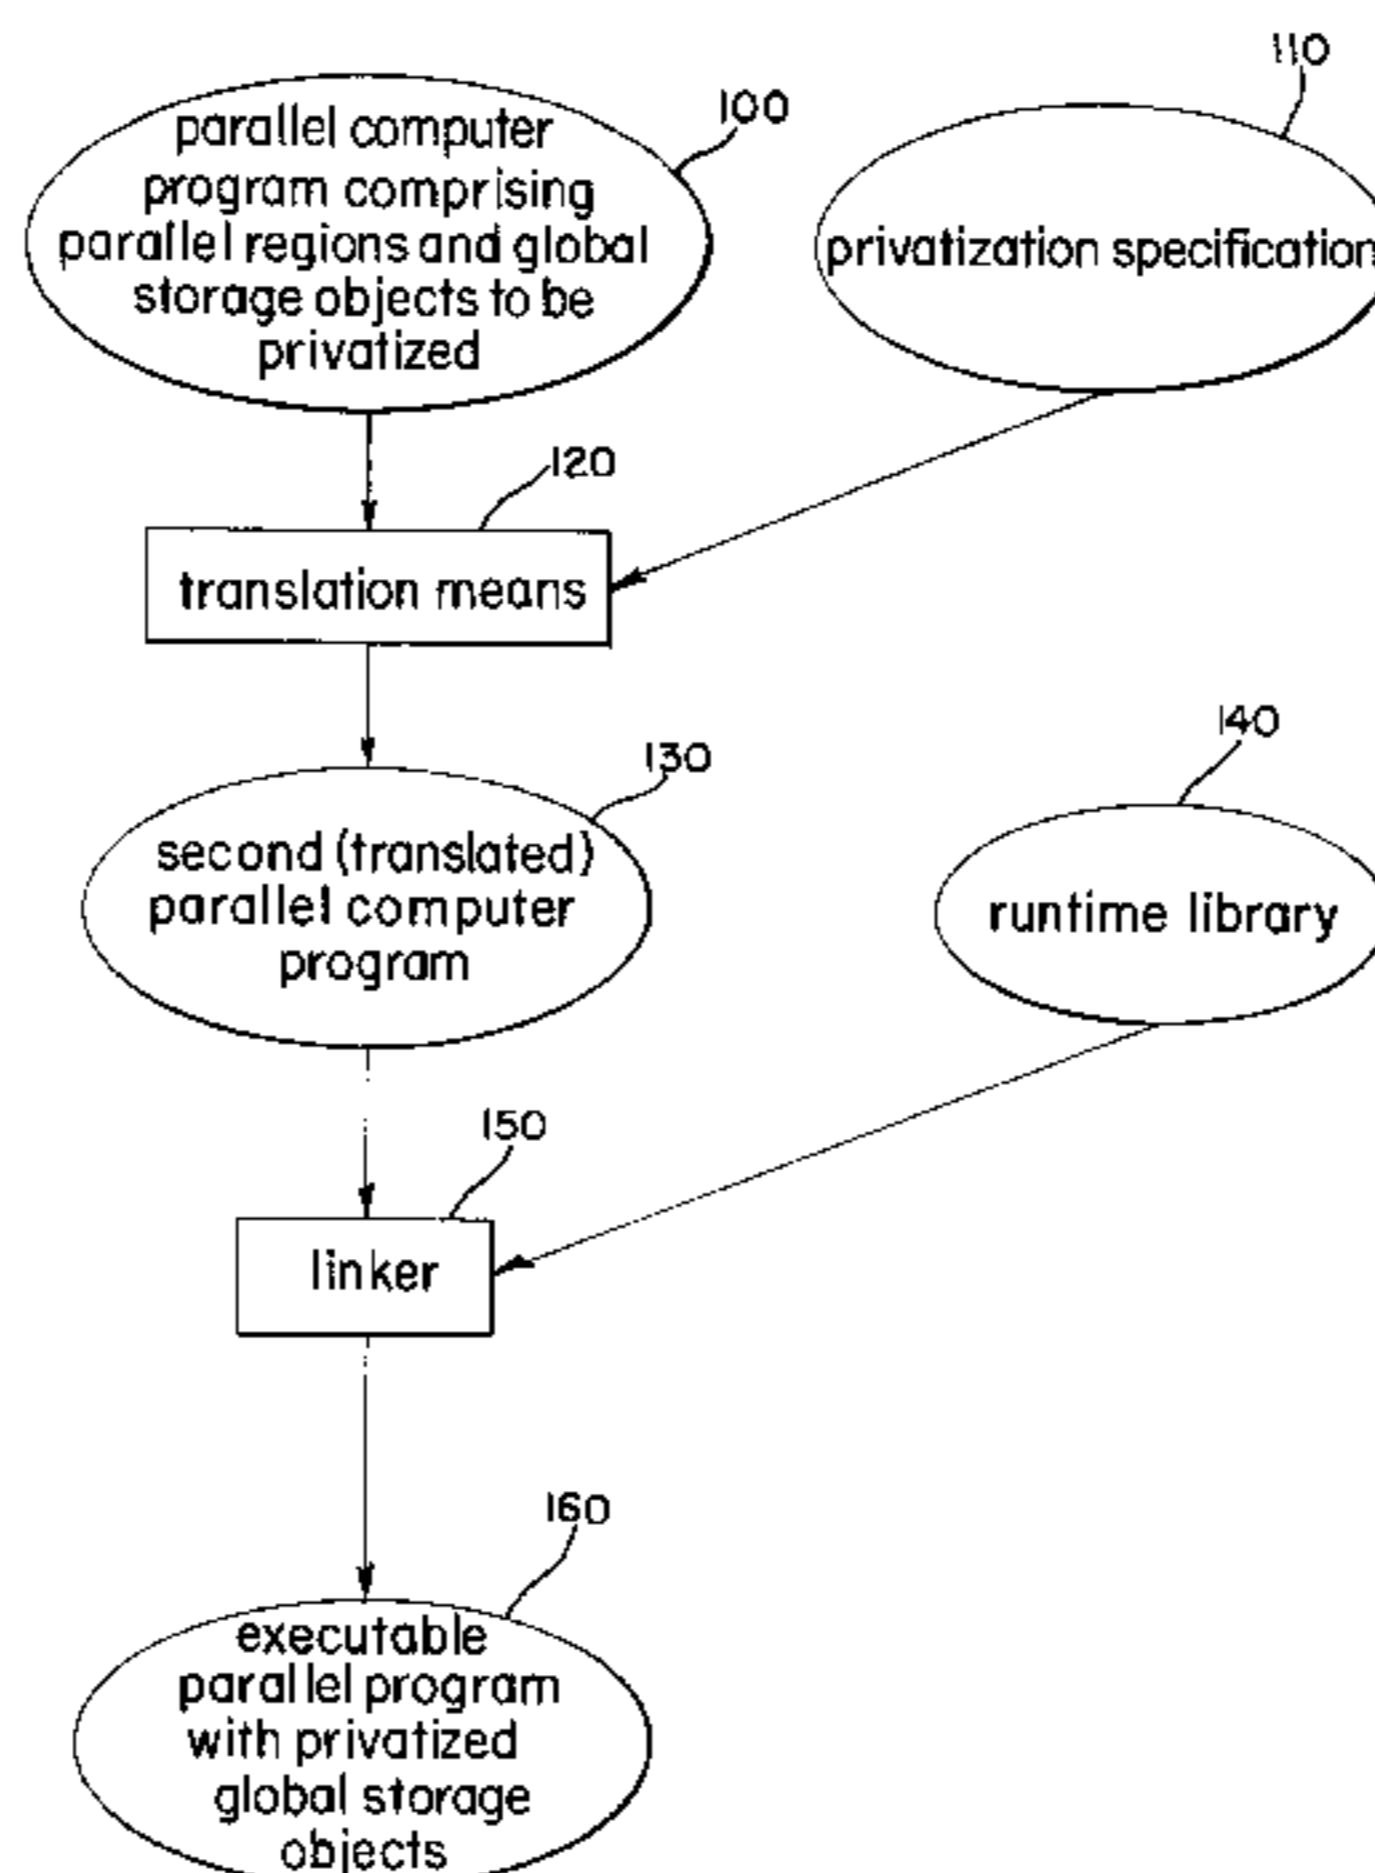 110
100
parallel computer
program comprising
parallel regions and global
storage objects to be
privatized
privatization specification
120
translation means
130
140
second (translated)
parallel computer
program
runtime library
150
linker
160
executable
parallel program
with privatized
global storage
objects